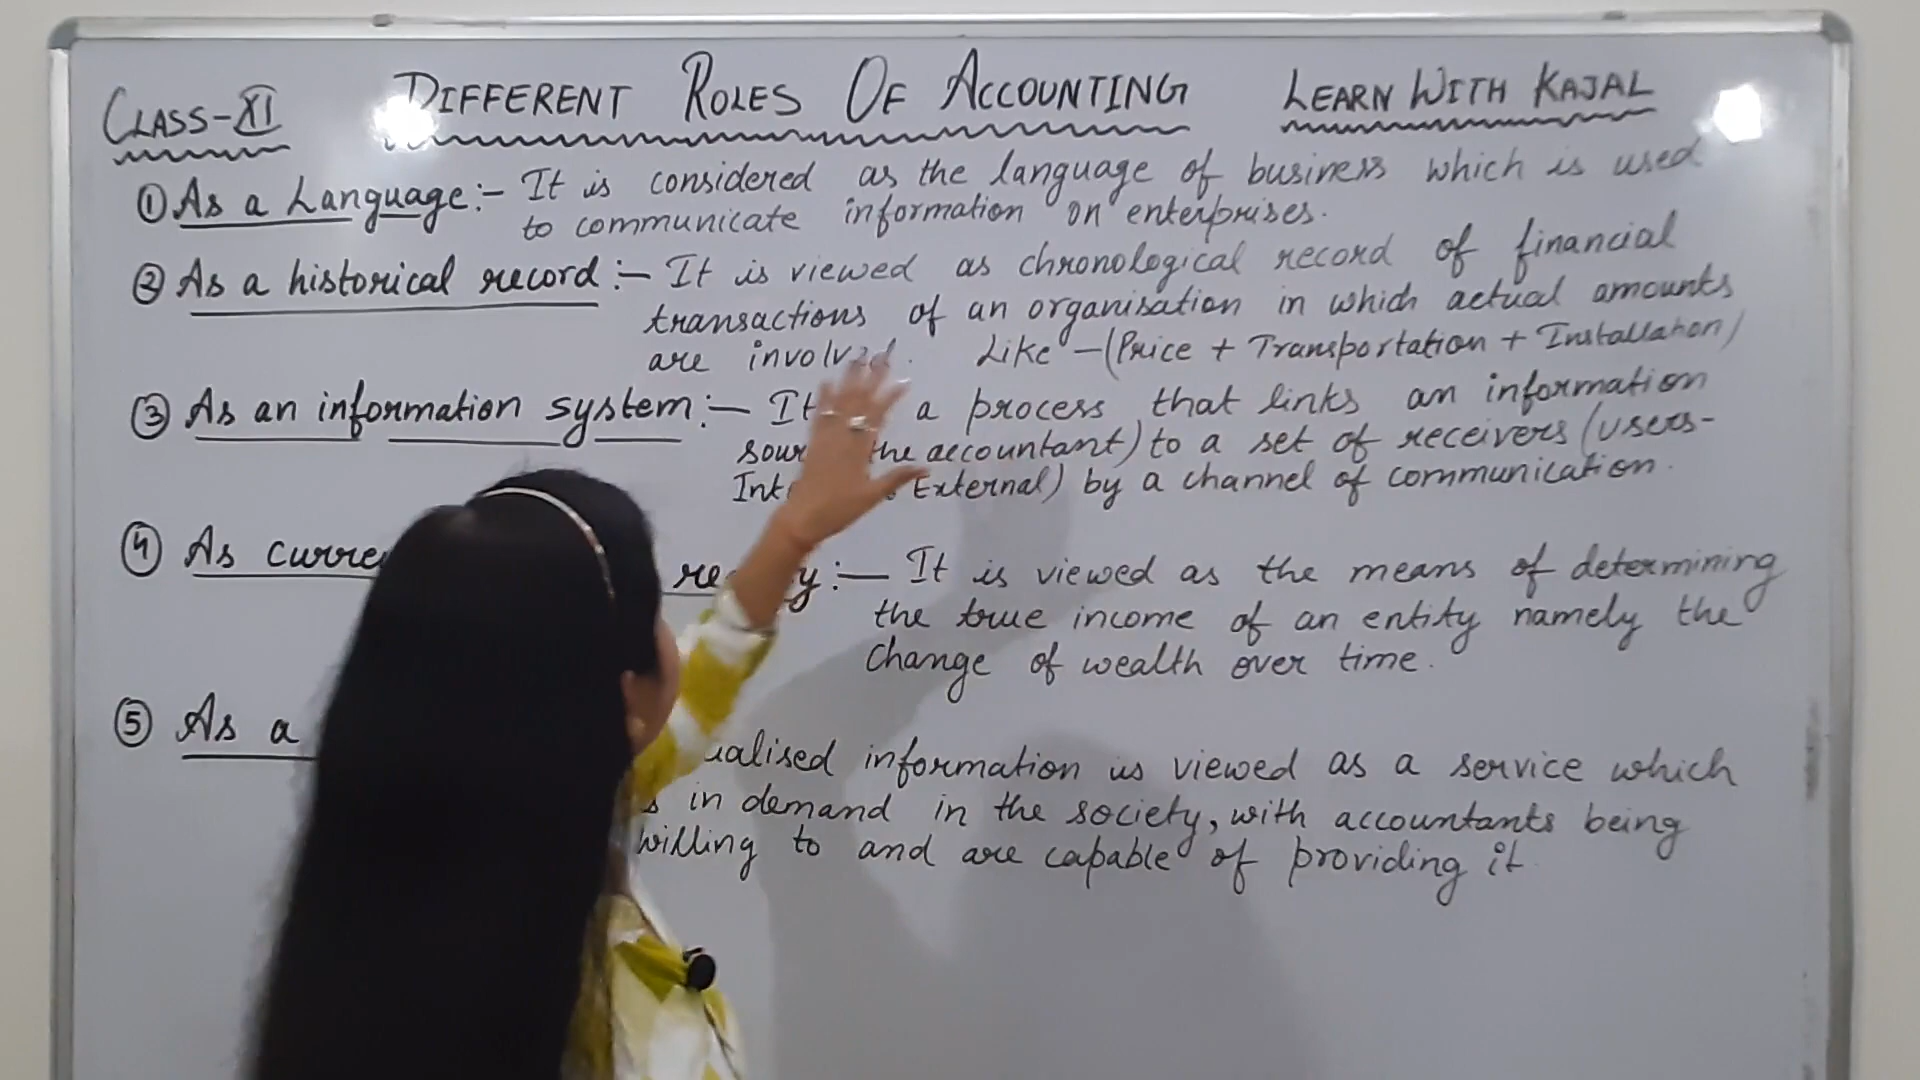 CLASS-XI DIFFERENT ROLES OF ACCOUNTING LEARN WITH KAJAL
① As a Language:- It is considered as the language of business which is used
to communicate information on enterprises.
② As a historical record:- It is viewed as chronological record of financial
transactions of an organisation in which actual amounts
are involved. Like -(Price + Transportation + Installation)
③ As an information system:- It a process that links an information
the accountant) to a set of receivers (users-
External) by a channel of communication.
④ As :- It is viewed as the means of determining
the true income of an entity namely the
change of wealth over time.
⑤ As a
information is viewed as a service which
in demand in the society, with accountants being
willing to and are capable of providing it